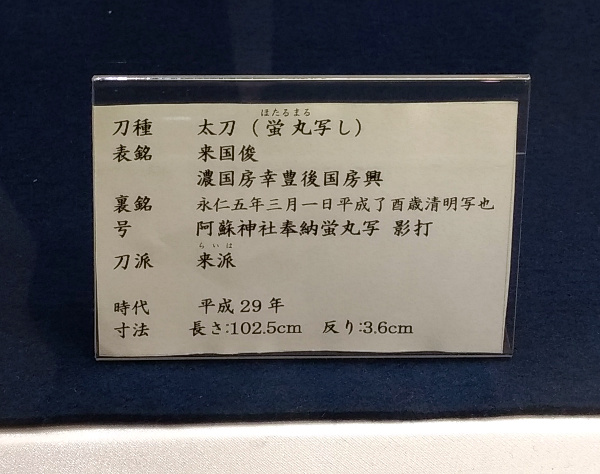 刀種 太刀（蛍丸写し）
ほたるまる
表銘 来国俊
濃国房幸豊後国房興
裏銘 永仁五年三月一日平成了酉歳清明写也
号 阿蘇神社奉納蛍丸写 影打
刀派 来派
らいは
時代 平成29年
寸法 長さ:102.5cm 反り:3.6cm